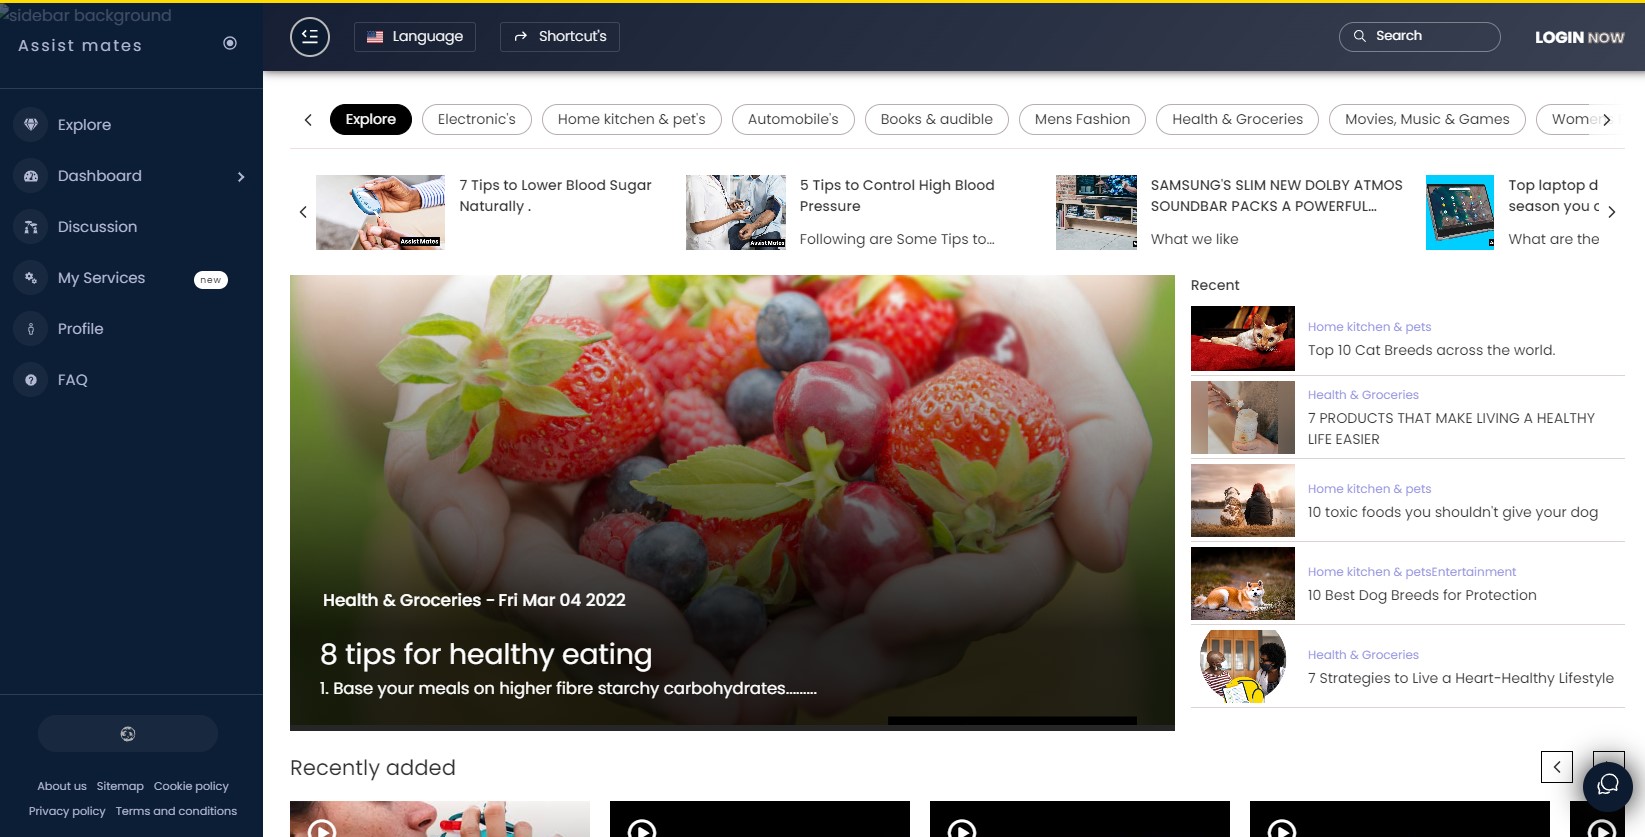 sidebar background
Assist mates
Explore
Dashboard
Discussion
My Services
new
Profile
FAQ
About us Sitemap Cookie policy
Privacy policy Terms and conditions
Language
Shortcut's
Search
LOGIN NOW
Explore
Electronic's
Home kitchen & pet's
Automobile's
Books & audible
Mens Fashion
Health & Groceries
Movies, Music & Games
7 Tips to Lower Blood Sugar
Naturally .
Assist Mates
5 Tips to Control High Blood
Pressure
Following are Some Tips to...
Assist Mates
SAMSUNG'S SLIM NEW DOLBY ATMOS
SOUNDBAR PACKS A POWERFUL...
What we like
Top laptop d
season you c
What are the
Health & Groceries - Fri Mar 04 2022
8 tips for healthy eating
1. Base your meals on higher fibre starchy carbohydrates.........
Recent
Home kitchen & pets
Top 10 Cat Breeds across the world.
Health & Groceries
7 PRODUCTS THAT MAKE LIVING A HEALTHY
LIFE EASIER
Home kitchen & pets
10 toxic foods you shouldn't give your dog
Home kitchen & petsEntertainment
10 Best Dog Breeds for Protection
Health & Groceries
7 Strategies to Live a Heart-Healthy Lifestyle
Recently added